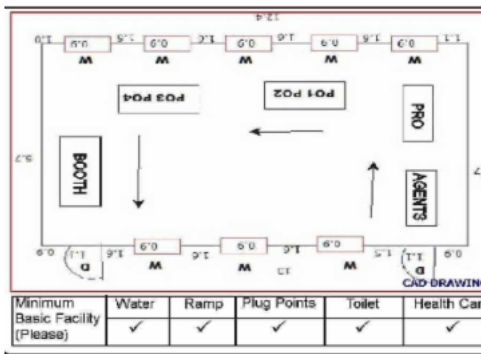 12.4
1.0 0.9 1.5 0.9 1.6 0.9 1.6 0.9 1.5 0.9 1.1
W W W W W
PO3 PO4 PO1 PO2 PRO
BOOTH
AGENTS
0.9 1.1 1.6 0.9 1.6 0.9 1.6 0.9 1.5 1.1 0.9
D W W W D
13
CAD DRAWING
Minimum Basic Facility (Please) Water Ramp Plug Points Toilet
✓ ✓ ✓ ✓ ✓